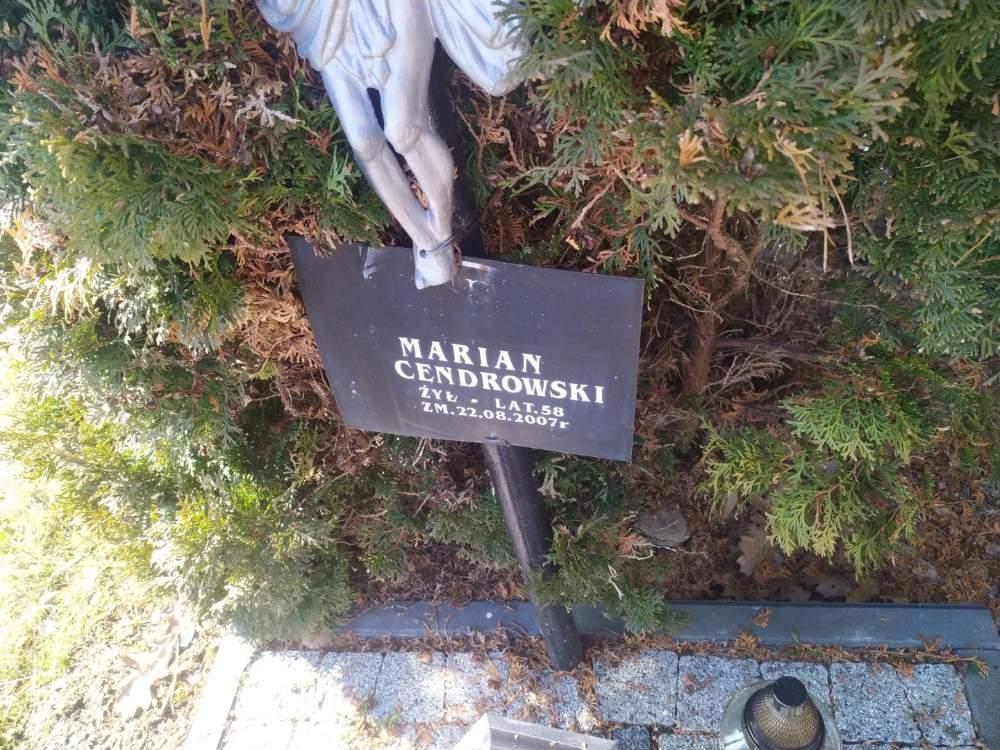 MARIAN
CENDROWSKI
ŻYŁ - LAT.58
ZM.22.08.2007r